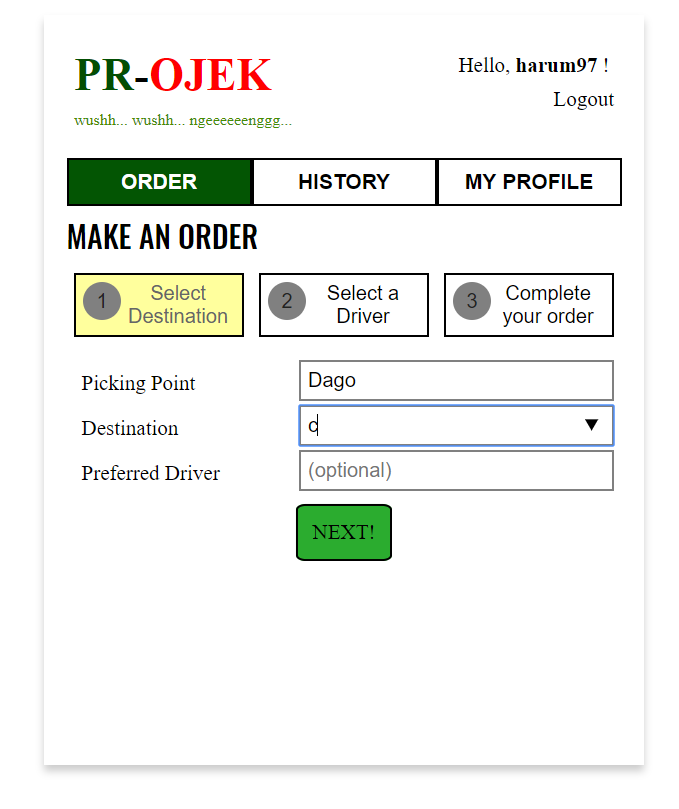 PR-OJEK
wushh... wushh... ngeeeeeenggg...
Hello, harum97 !
Logout
ORDER
HISTORY
MY PROFILE
MAKE AN ORDER
1
Select
Destination
2
Select a
Driver
3
Complete
your order
Picking Point
Dago
Destination
c
Preferred Driver
(optional)
NEXT!